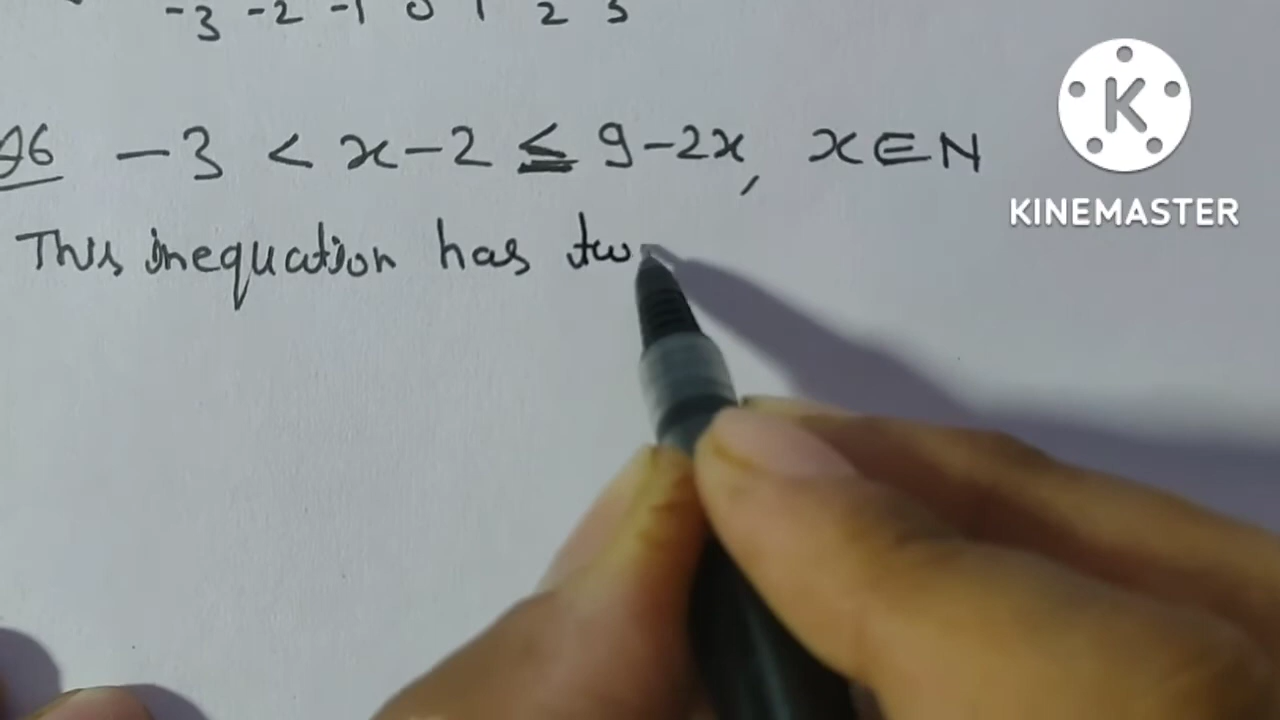 -3 -2 -1 0 1 2 3
Q6 -3 < x-2 ≤ 9-2x, x∈N
This inequation has tw
K
KINEMASTER